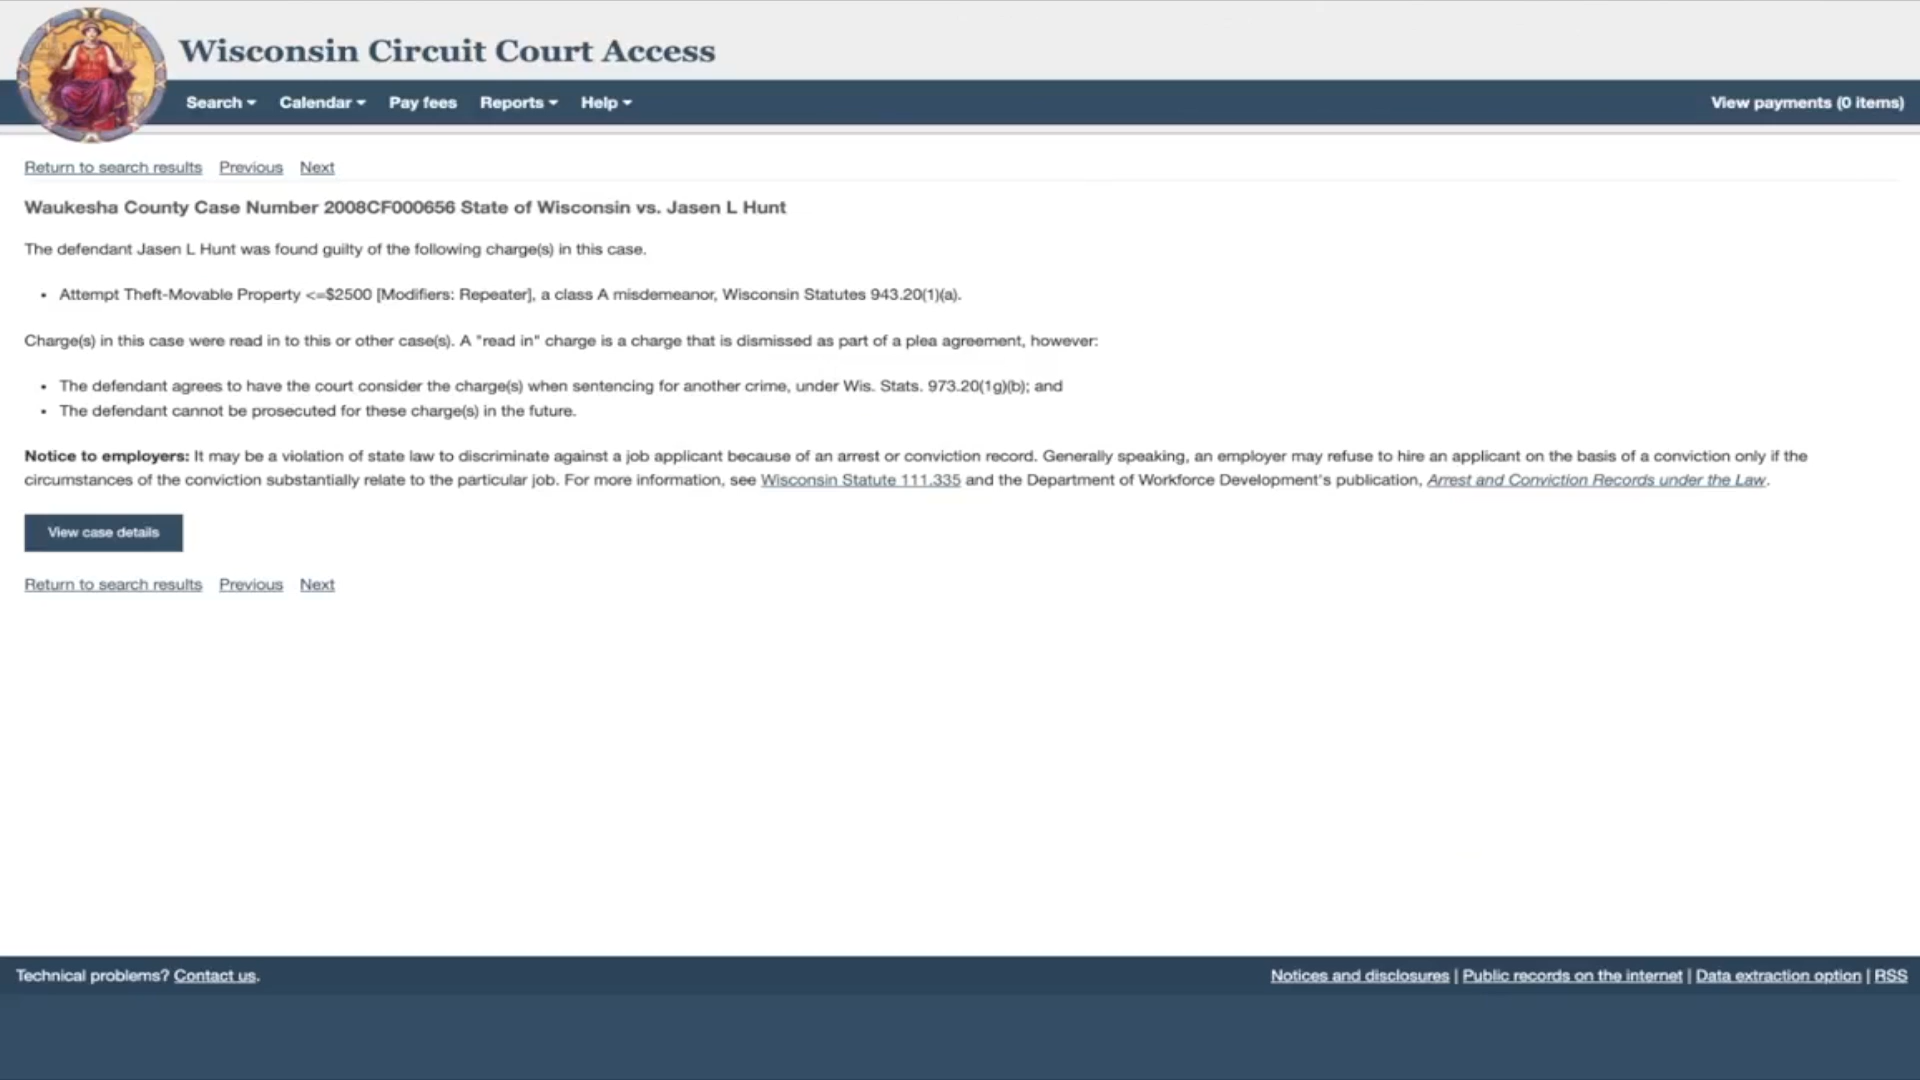 Wisconsin Circuit Court Access
Search Calendar Pay fees Reports Help View payments (0 items)
Return to search results Previous Next
Waukesha County Case Number 2008CF000656 State of Wisconsin vs. Jasen L Hunt
The defendant Jasen L Hunt was found guilty of the following charge(s) in this case.
• Attempt Theft-Movable Property <=$2500 [Modifiers: Repeater], a class A misdemeanor, Wisconsin Statutes 943.20(1)(a).
Charge(s) in this case were read in to this or other case(s). A "read in" charge is a charge that is dismissed as part of a plea agreement, however:
• The defendant agrees to have the court consider the charge(s) when sentencing for another crime, under Wis. Stats. 973.20(1g)(b); and
• The defendant cannot be prosecuted for these charge(s) in the future.
Notice to employers: It may be a violation of state law to discriminate against a job applicant because of an arrest or conviction record. Generally speaking, an employer may refuse to hire an applicant on the basis of a conviction only if the
circumstances of the conviction substantially relate to the particular job. For more information, see Wisconsin Statute 111.335 and the Department of Workforce Development's publication, Arrest and Conviction Records under the Law.
View case details
Return to search results Previous Next
Technical problems? Contact us. Notices and disclosures | Public records on the internet | Data extraction option | RSS